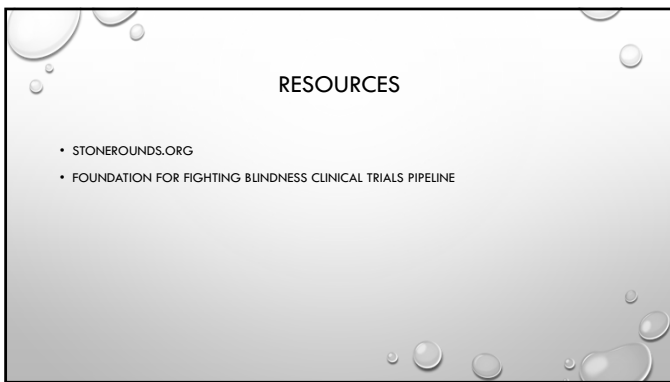 RESOURCES
• STONEROUNDS.ORG
• FOUNDATION FOR FIGHTING BLINDNESS CLINICAL TRIALS PIPELINE